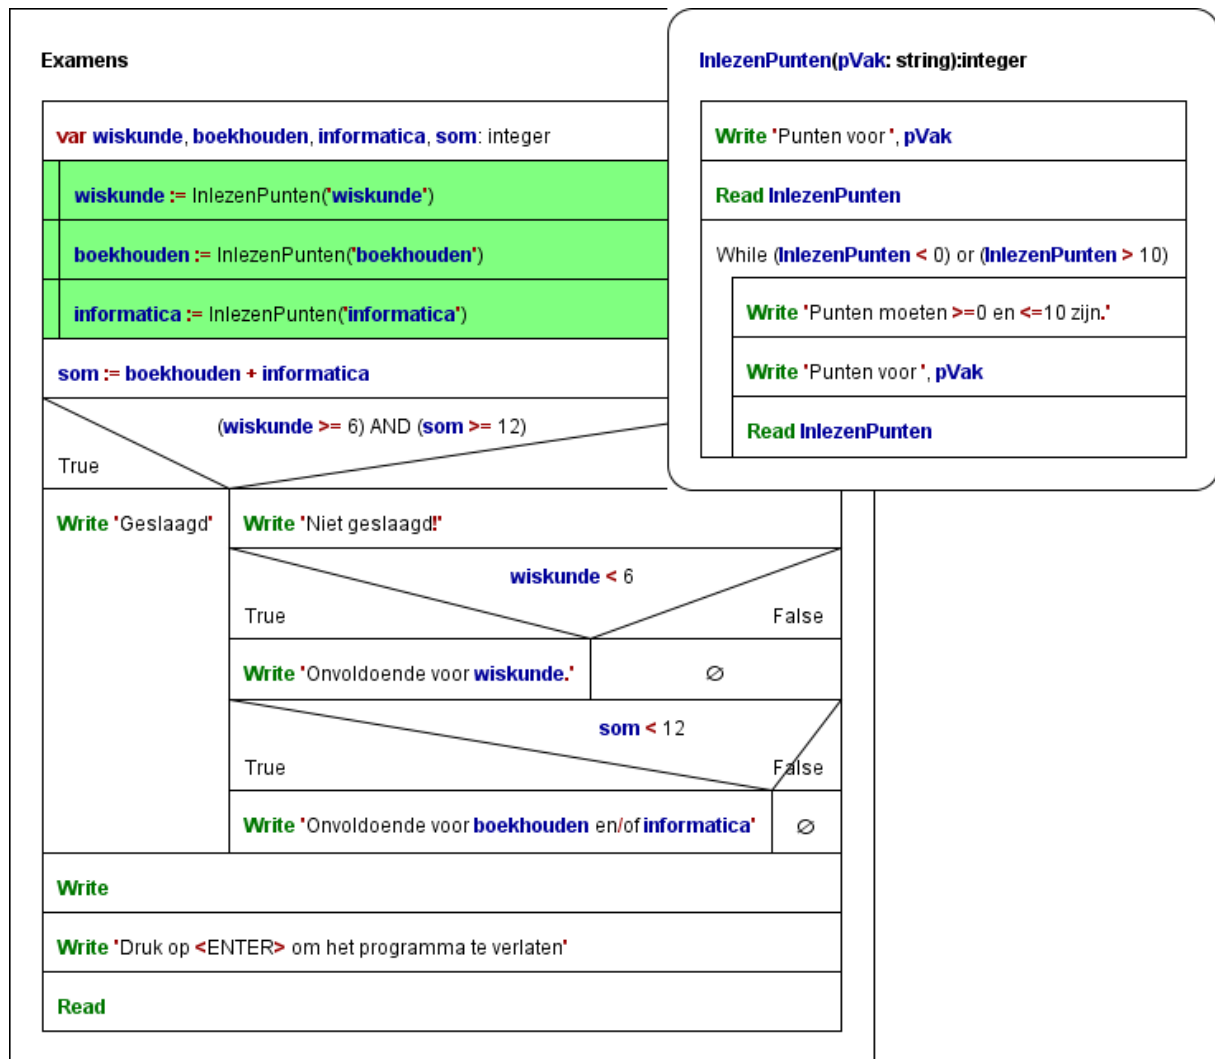 Examens
var wiskunde, boekhouden, informatica, som: integer
wiskunde := InlezenPunten('wiskunde')
boekhouden := InlezenPunten('boekhouden')
informatica := InlezenPunten('informatica')
som := boekhouden + informatica
(wiskunde >= 6) AND (som >= 12)
True
Write 'Geslaagd'
Write 'Niet geslaagd!'
wiskunde < 6
True
False
Write 'Onvoldoende voor wiskunde.'
∅
som < 12
True
False
Write 'Onvoldoende voor boekhouden en/of informatica'
∅
Write
Write 'Druk op <ENTER> om het programma te verlaten'
Read
InlezenPunten(pVak: string):integer
Write 'Punten voor ', pVak
Read InlezenPunten
While (InlezenPunten < 0) or (InlezenPunten > 10)
Write 'Punten moeten >=0 en <=10 zijn.'
Write 'Punten voor ', pVak
Read InlezenPunten